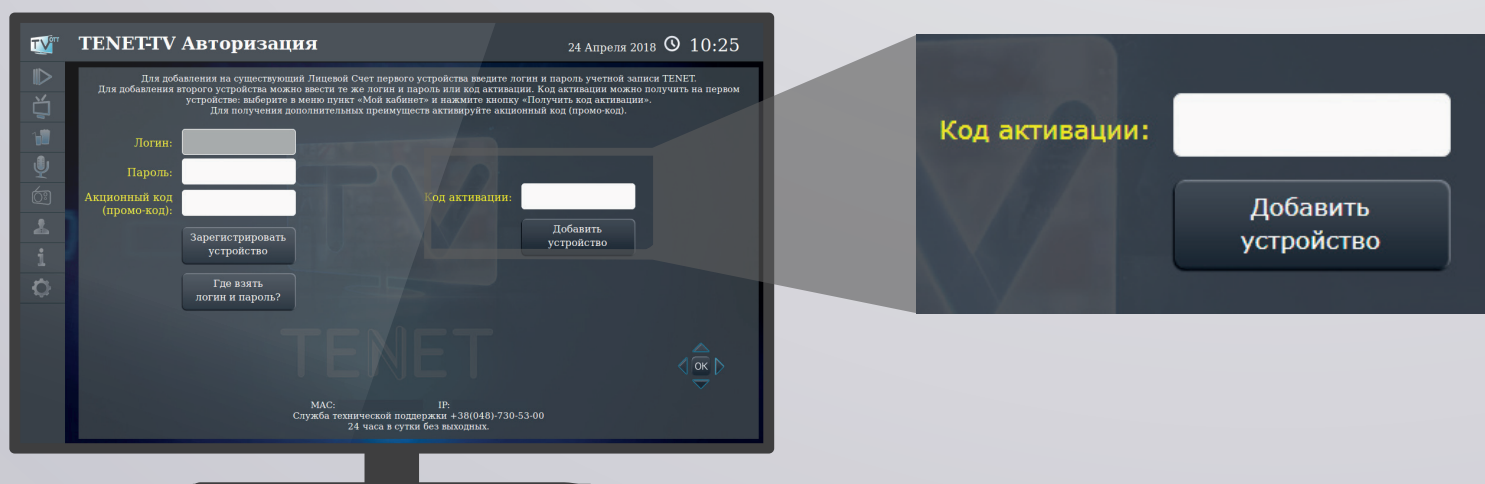 TV OTT
TENET-TV Авторизация
24 Апреля 2018 10:25
Для добавления на существующий Лицевой Счет первого устройства введите логин и пароль учетной записи TENET.
Для добавления второго устройства можно ввести те же логин и пароль или код активации. Код активации можно получить на первом
устройстве: выберите в меню пункт «Мой кабинет» и нажмите кнопку «Получить код активации».
Для получения дополнительных преимуществ активируйте акционный код (промо-код).
Логин:
Пароль:
Акционный код
(промо-код):
Зарегистрировать
устройство
Где взять
логин и пароль?
Код активации:
Добавить
устройство
TV
TENET
OK
MAC: IP:
Служба технической поддержки +38(048)-730-53-00
24 часа в сутки без выходных.
Код активации:
Добавить
устройство